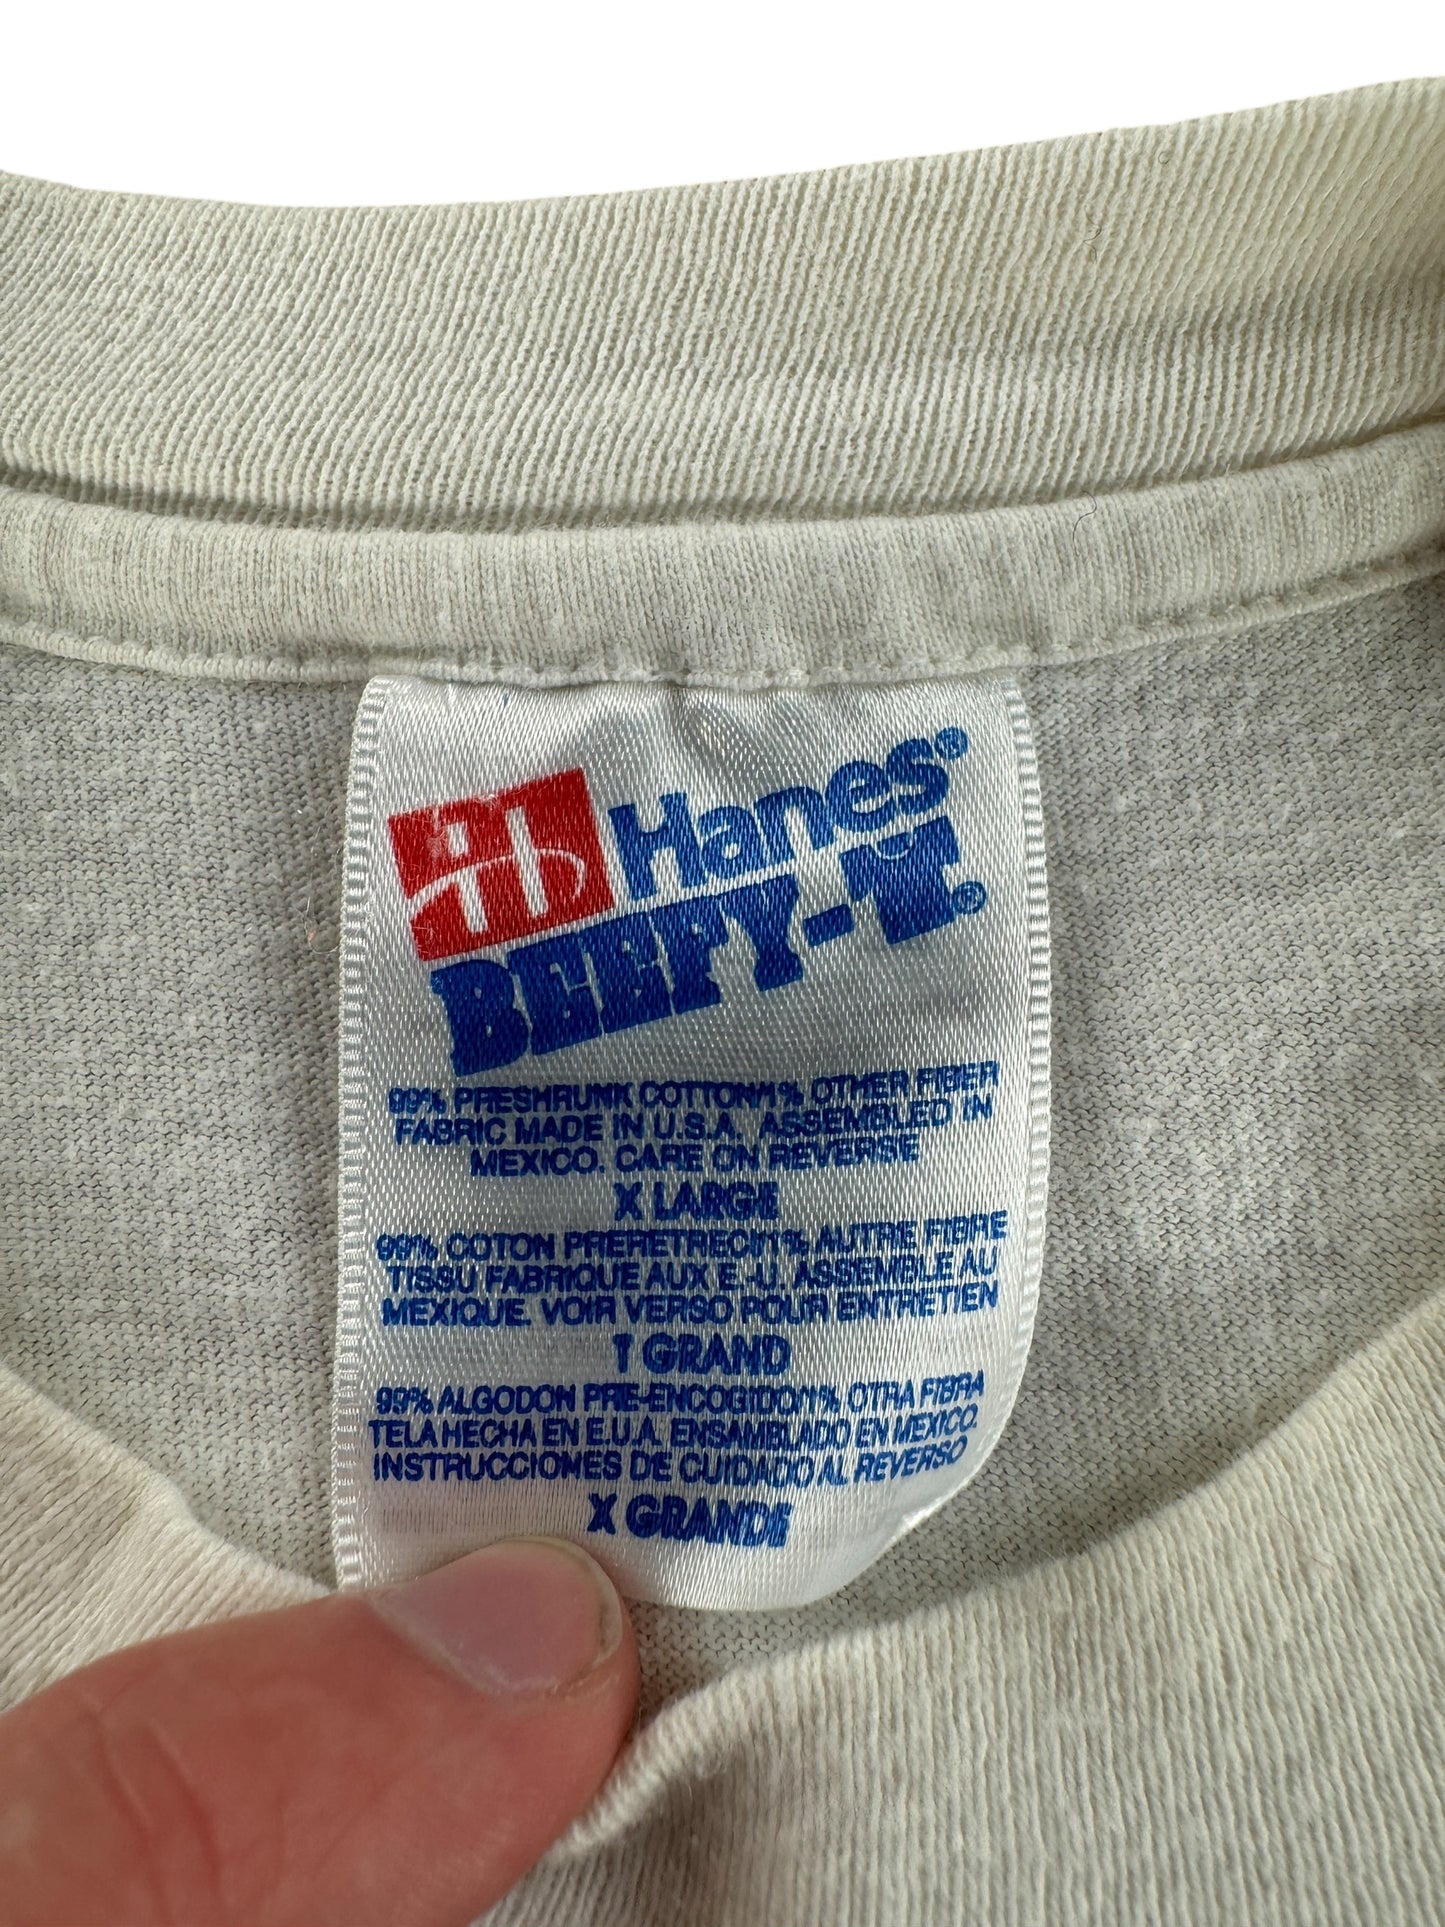 Hanes®
BEEFY-T®
99% PRESHRUNK COTTON/1% OTHER FIBER
FABRIC MADE IN U.S.A. ASSEMBLED IN
MEXICO. CARE ON REVERSE
X LARGE
99% COTON PRERETRECI/1% AUTRE FIBRE
TISSU FABRIQUE AUX E.-U. ASSEMBLE AU
MEXIQUE. VOIR VERSO POUR ENTRETIEN
T GRAND
99% ALGODON PRE-ENCOGIDO/1% OTRA FIBRA
TELA HECHA EN E.U.A. ENSAMBLADO EN MEXICO.
INSTRUCCIONES DE CUIDADO AL REVERSO
X GRANDE